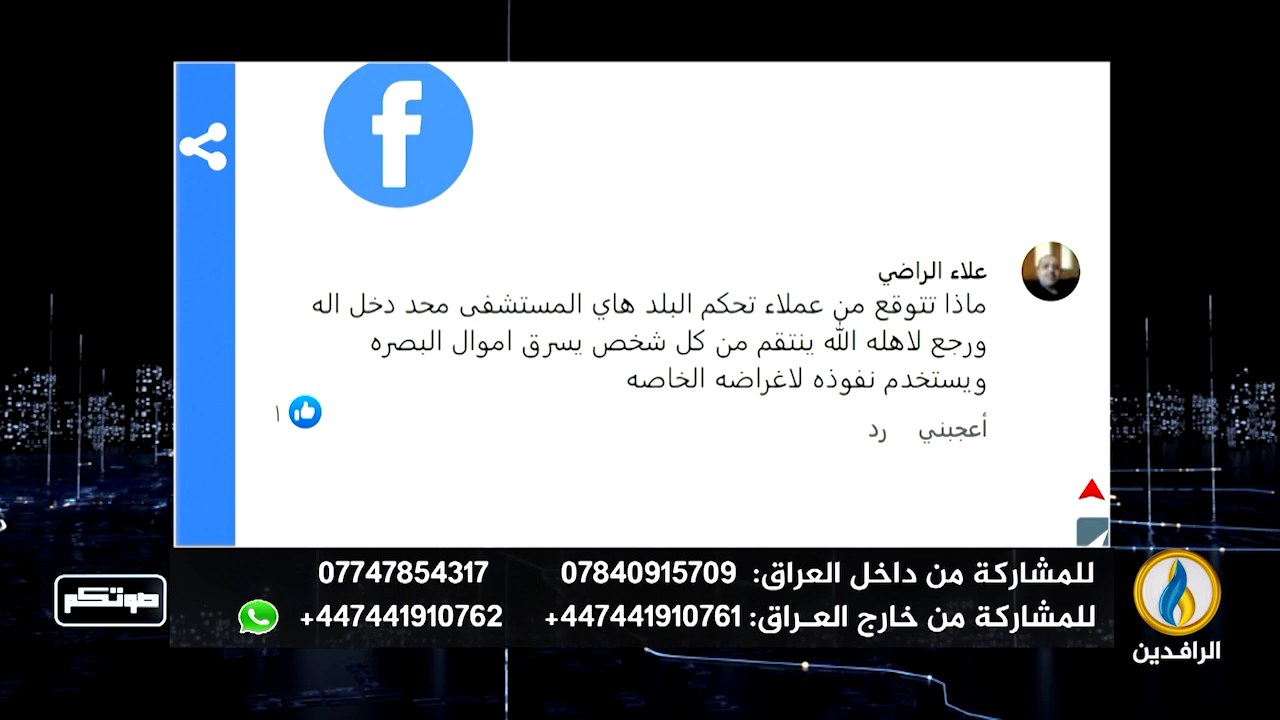 علاء الراضي
ماذا تتوقع من عملاء تحكم البلد هاي المستشفى محد دخل اله
ورجع لاهله الله ينتقم من كل شخص يسرق اموال البصره
ويستخدم نفوذه لاغراضه الخاصه
أعجبني رد
١
للمشاركة من داخل العراق: 07840915709 07747854317
للمشاركة من خارج العـراق: 447441910761+ 447441910762+
صوتكم
الرافدين